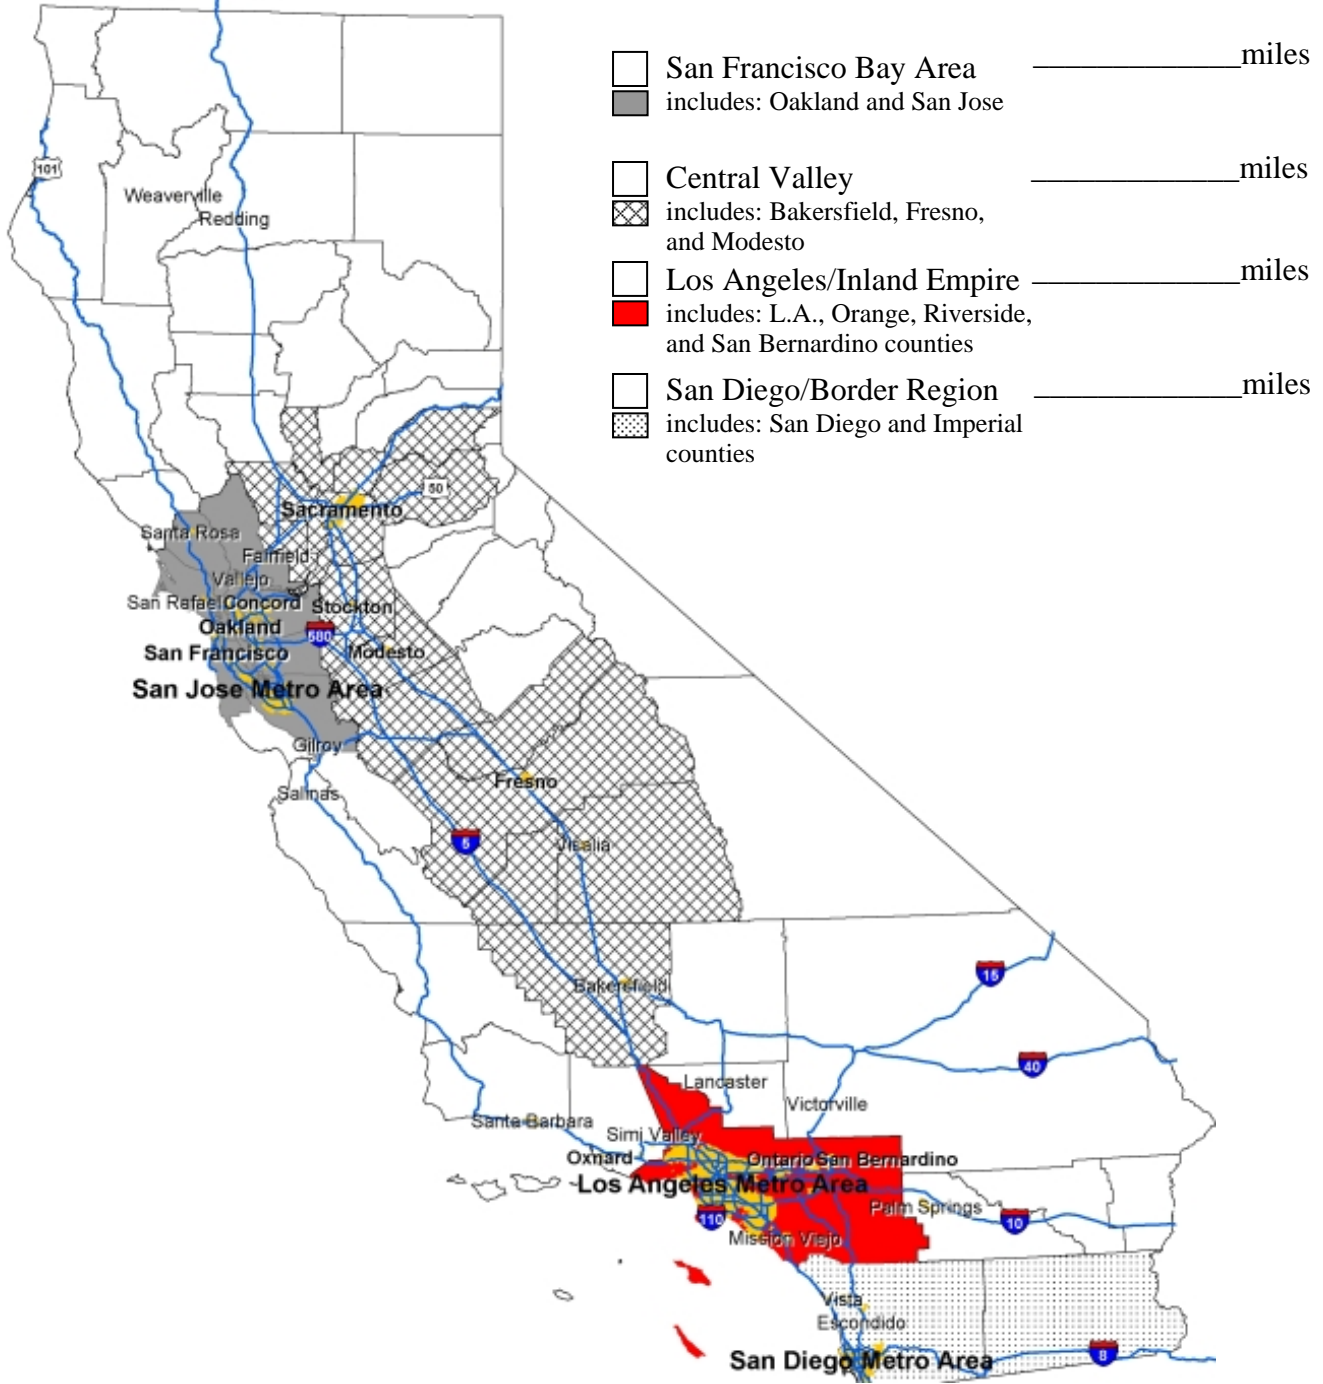 San Francisco Bay Area _____________miles
includes: Oakland and San Jose
Central Valley _____________miles
includes: Bakersfield, Fresno,
and Modesto
Los Angeles/Inland Empire _____________miles
includes: L.A., Orange, Riverside,
and San Bernardino counties
San Diego/Border Region _____________miles
includes: San Diego and Imperial
counties
101
Weaverville
Redding
50
Sacramento
Santa Rosa
Fairfield
Vallejo
San Rafael Concord
Stockton
Oakland
580
San Francisco
Modesto
San Jose Metro Area
Gilroy
Fresno
Salinas
5
Visalia
15
Bakersfield
40
Lancaster
Victorville
Santa Barbara
Simi Valley
Oxnard
Ontario San Bernardino
Los Angeles Metro Area
Palm Springs
110
10
Mission Viejo
Vista
Escondido
San Diego Metro Area
8